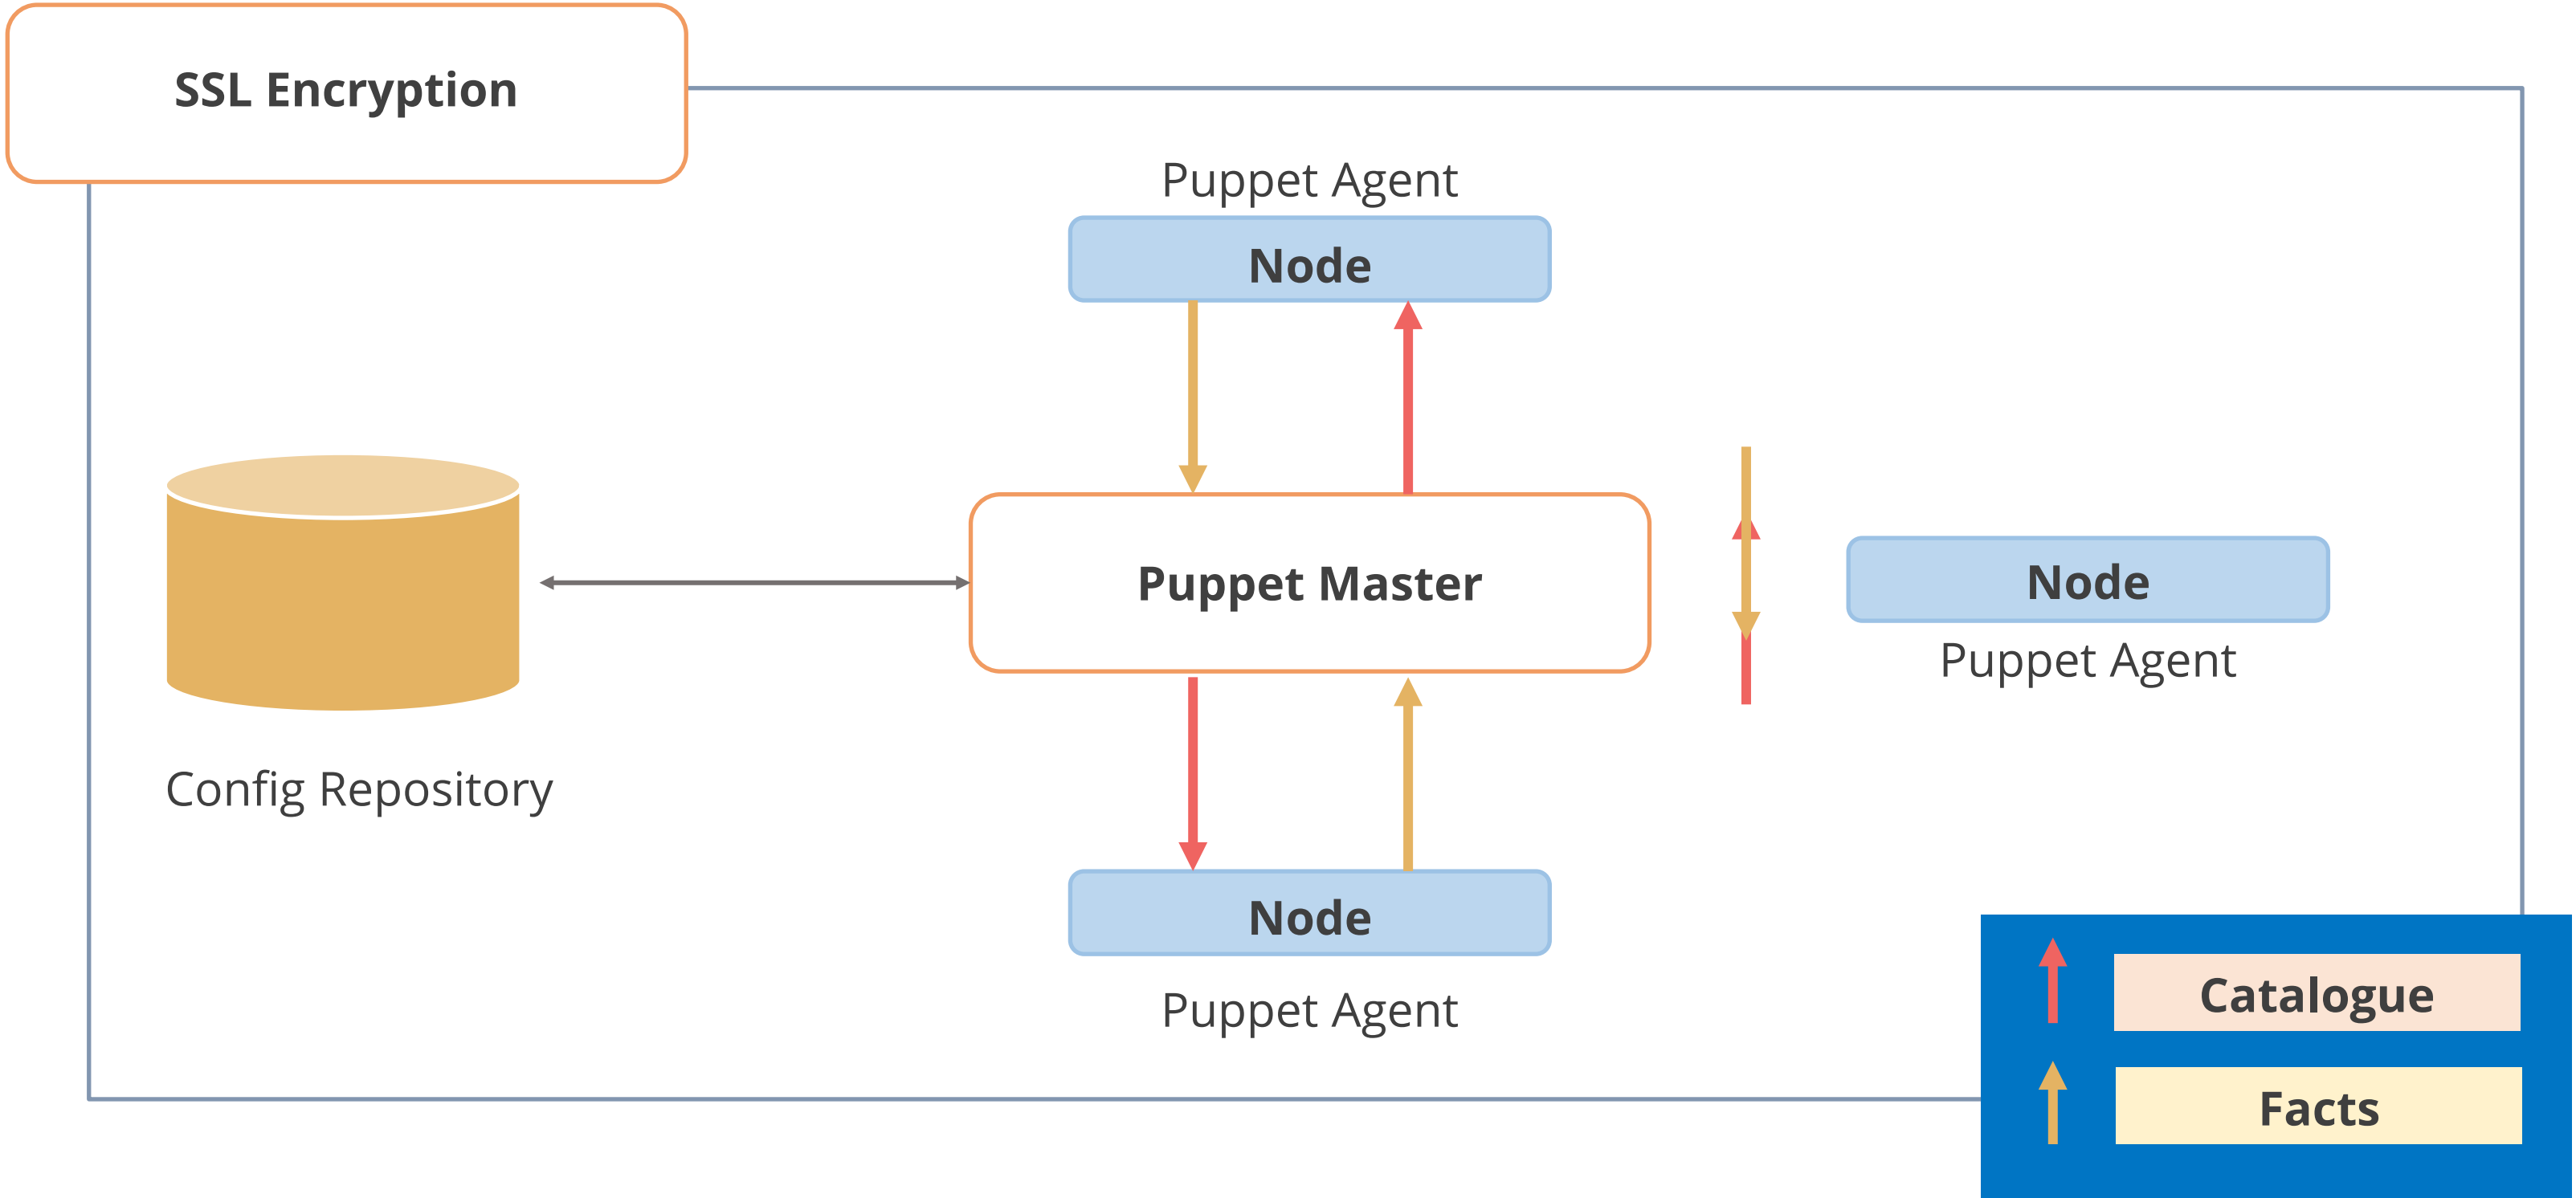 SSL Encryption
Puppet Agent
Node
Puppet Master
Node
Puppet Agent
Config Repository
Node
Puppet Agent
Catalogue
Facts